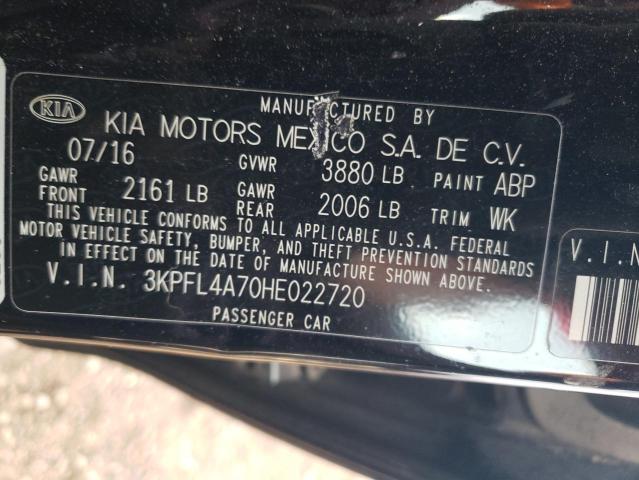 KIA
MANUFACTURED BY
KIA MOTORS MEXICO S.A. DE C.V.
07/16 GVWR 3880 LB PAINT ABP
GAWR FRONT 2161 LB GAWR REAR 2006 LB TRIM WK
THIS VEHICLE CONFORMS TO ALL APPLICABLE U.S.A. FEDERAL
MOTOR VEHICLE SAFETY, BUMPER, AND THEFT PREVENTION STANDARDS
IN EFFECT ON THE DATE OF MANUFACTURE SHOWN ABOVE.
V.I.N. 3KPFL4A70HE022720
PASSENGER CAR
V.I.N